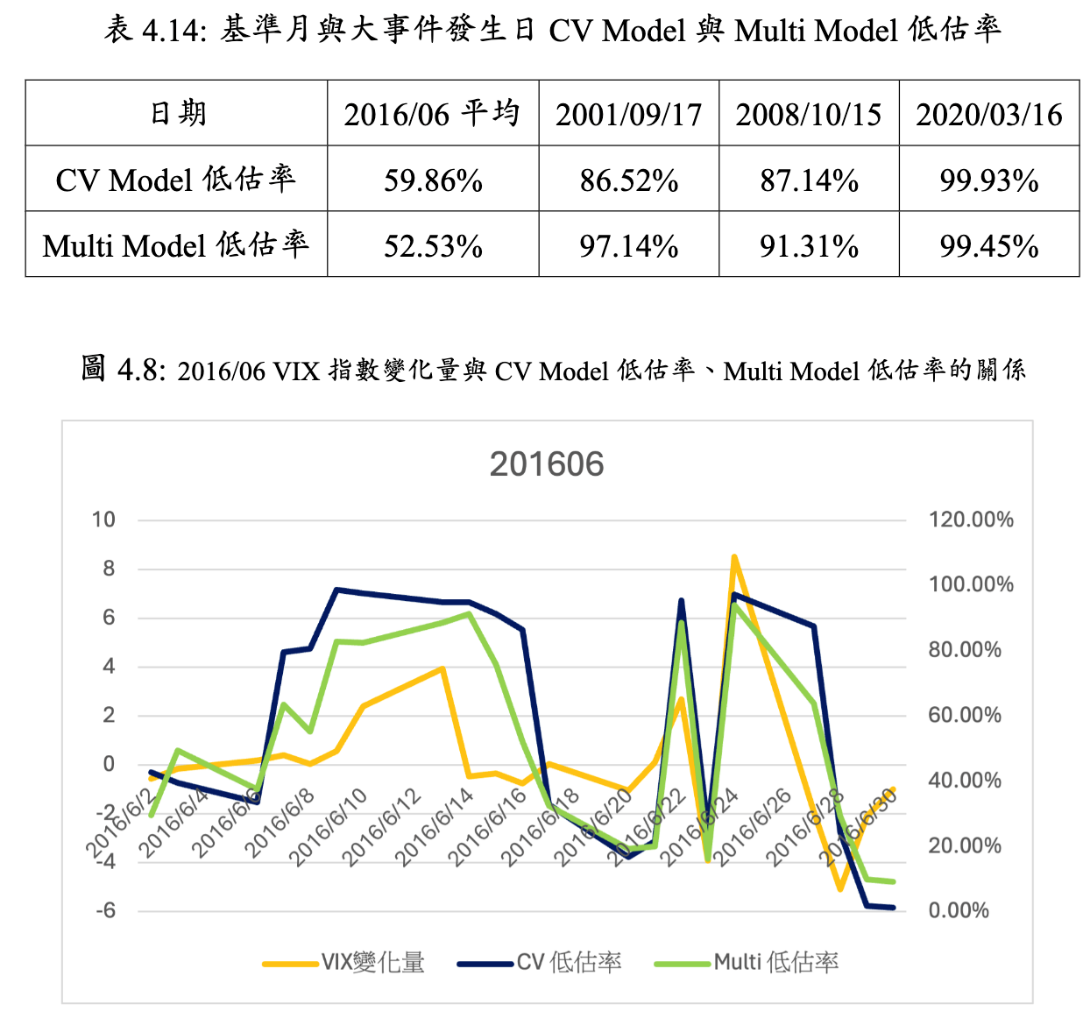 表 4.14: 基準月與大事件發生日 CV Model 與 Multi Model 低估率
日期 2016/06 平均 2001/09/17 2008/10/15 2020/03/16
CV Model 低估率 59.86% 86.52% 87.14% 99.93%
Multi Model 低估率 52.53% 97.14% 91.31% 99.45%
圖 4.8: 2016/06 VIX 指數變化量與 CV Model 低估率、Multi Model 低估率的關係
201606
10 120.00%
8 100.00%
6 80.00%
4 60.00%
2 40.00%
0 20.00%
-2 0.00%
-4
-6
2016/6/2 2016/6/4 2016/6/6 2016/6/8 2016/6/10 2016/6/12 2016/6/14 2016/6/16 2016/6/18 2016/6/20 2016/6/22 2016/6/24 2016/6/26 2016/6/28 2016/6/30
VIX變化量 CV 低估率 Multi 低估率